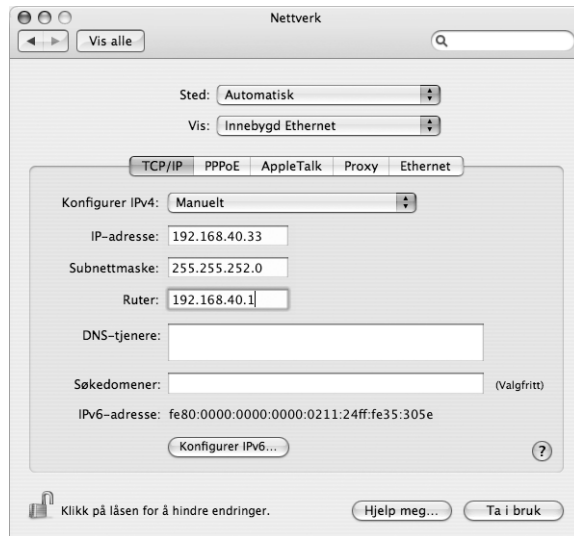 Nettverk
Vis alle
Sted: Automatisk
Vis: Innebygd Ethernet
TCP/IP PPPoE AppleTalk Proxy Ethernet
Konfigurer IPv4: Manuelt
IP-adresse: 192.168.40.33
Subnettmaske: 255.255.252.0
Ruter: 192.168.40.1
DNS-tjenere:
Søkedomener: (Valgfritt)
IPv6-adresse: fe80:0000:0000:0000:0211:24ff:fe35:305e
Konfigurer IPv6... ?
Klikk på låsen for å hindre endringer. Hjelp meg... Ta i bruk